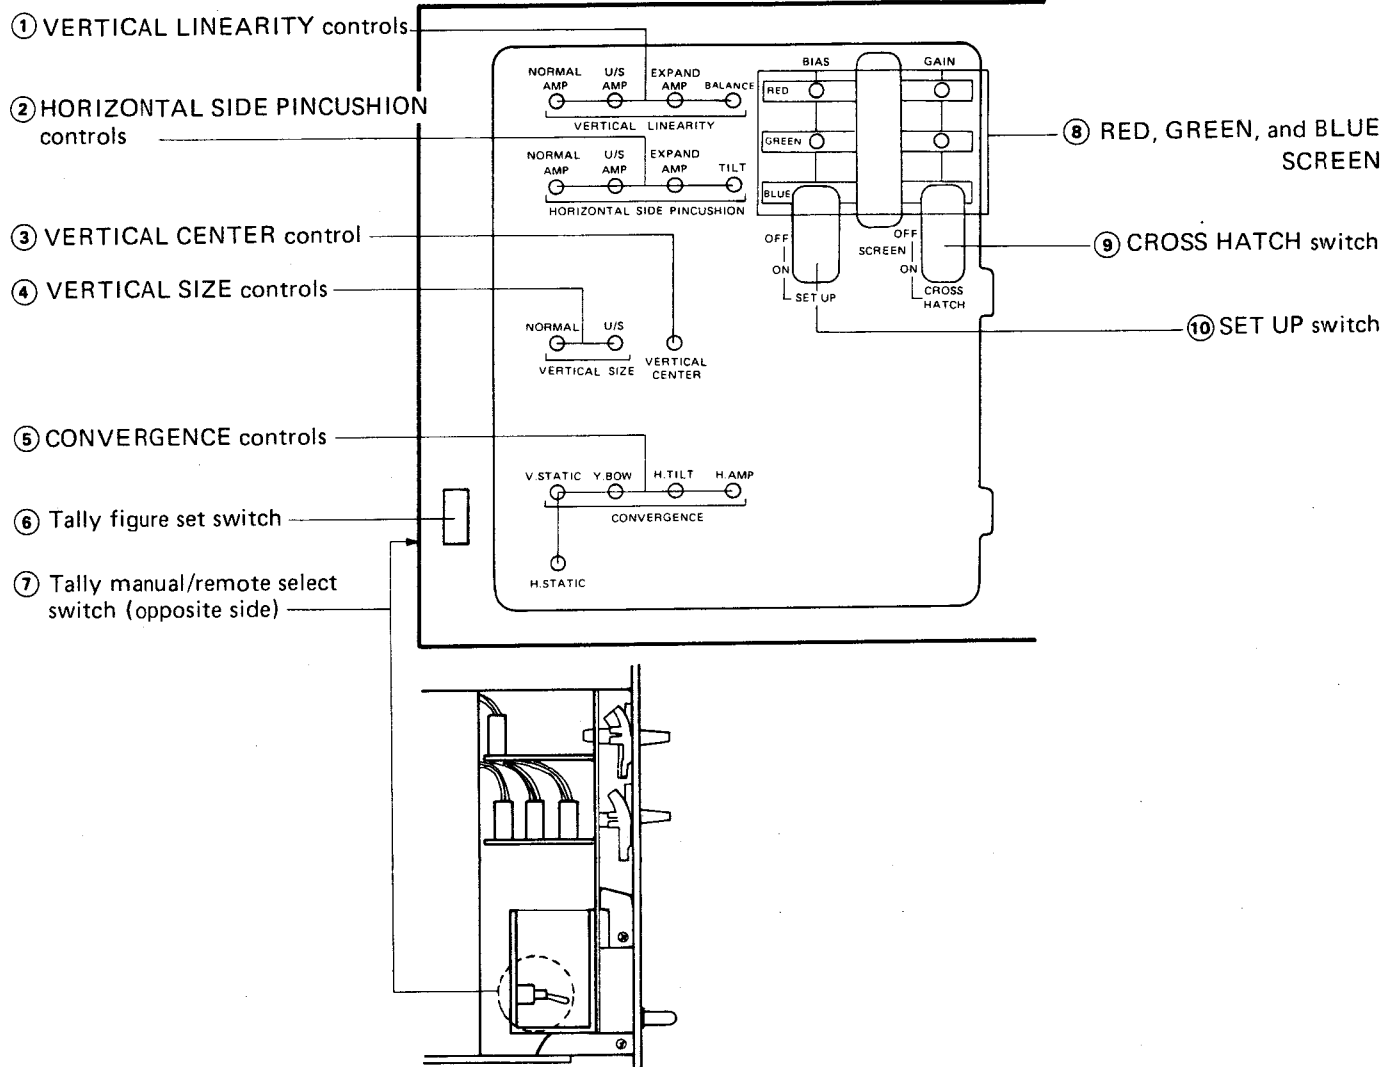 ① VERTICAL LINEARITY controls
② HORIZONTAL SIDE PINCUSHION
controls
③ VERTICAL CENTER control
④ VERTICAL SIZE controls
⑤ CONVERGENCE controls
⑥ Tally figure set switch
⑦ Tally manual/remote select
switch (opposite side)
NORMAL AMP
U/S AMP
EXPAND AMP
BALANCE
VERTICAL LINEARITY
NORMAL AMP
U/S AMP
EXPAND AMP
TILT
HORIZONTAL SIDE PINCUSHION
NORMAL
U/S
VERTICAL SIZE
VERTICAL
CENTER
V.STATIC
Y.BOW
H.TILT
H.AMP
CONVERGENCE
H.STATIC
BIAS
GAIN
RED
GREEN
BLUE
OFF
ON
SET UP
SCREEN
OFF
ON
CROSS
HATCH
⑧ RED, GREEN, and BLUE
SCREEN
⑨ CROSS HATCH switch
⑩ SET UP switch